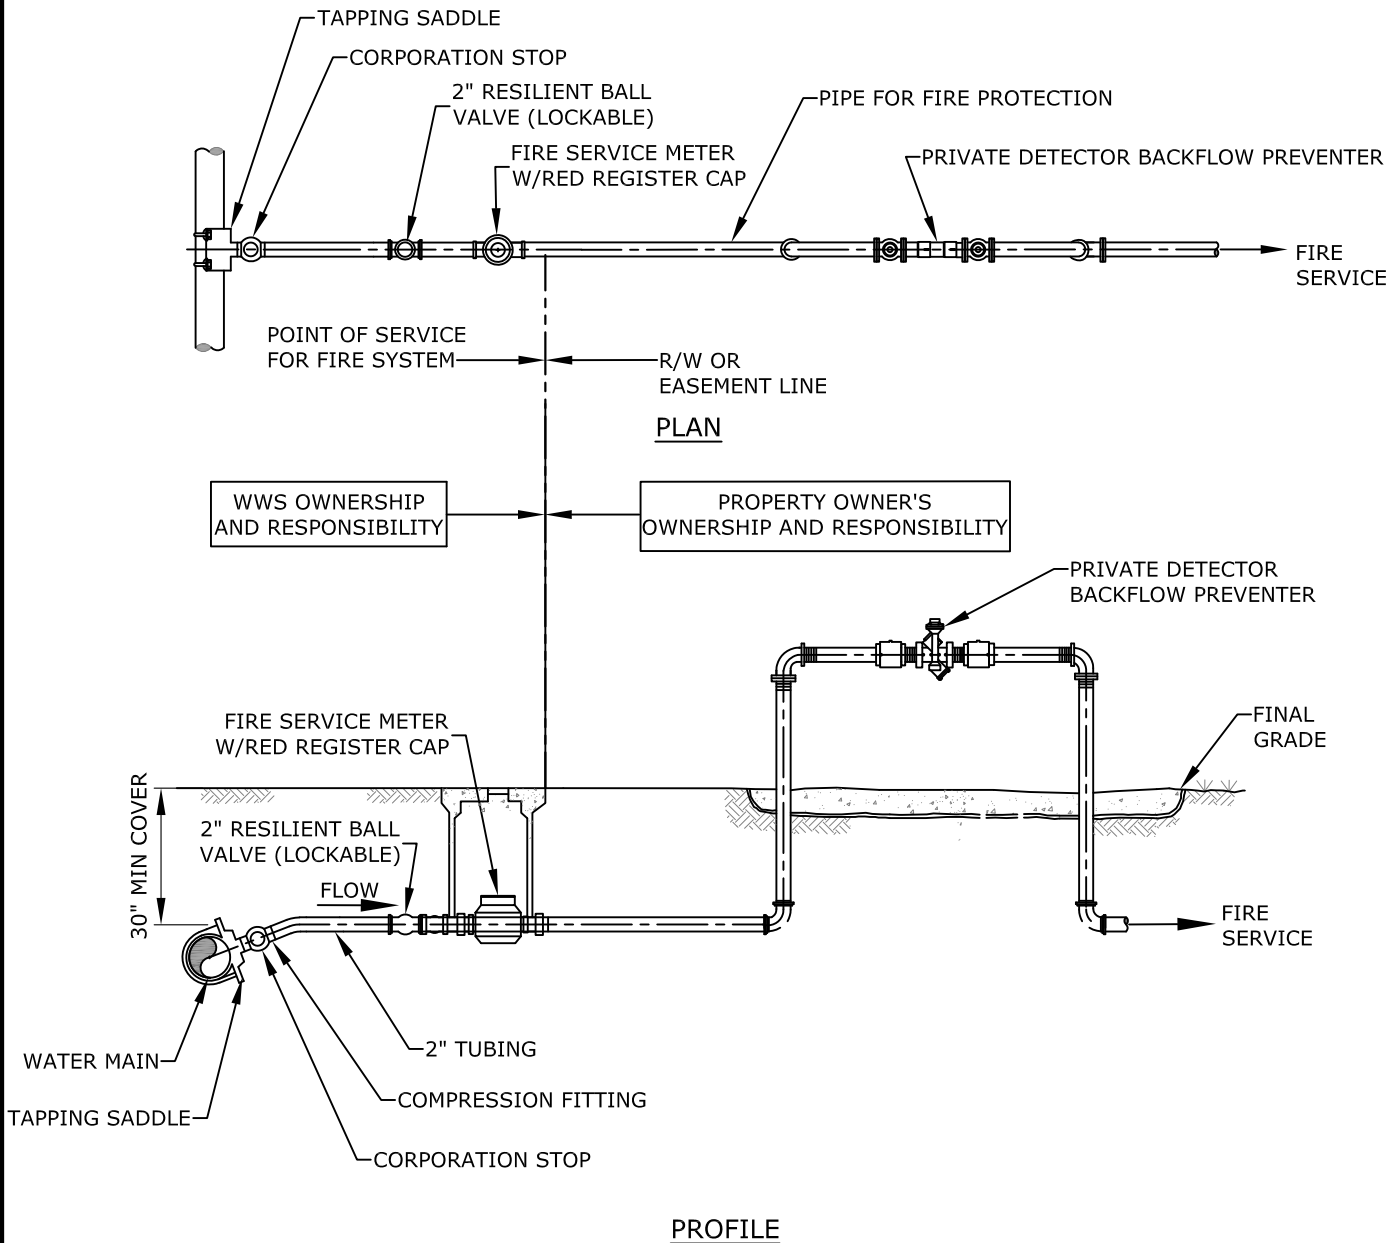 TAPPING SADDLE
CORPORATION STOP
2" RESILIENT BALL
VALVE (LOCKABLE)
PIPE FOR FIRE PROTECTION
FIRE SERVICE METER
W/RED REGISTER CAP
PRIVATE DETECTOR BACKFLOW PREVENTER
FIRE
SERVICE
POINT OF SERVICE
FOR FIRE SYSTEM
R/W OR
EASEMENT LINE
PLAN
WWS OWNERSHIP
AND RESPONSIBILITY
PROPERTY OWNER'S
OWNERSHIP AND RESPONSIBILITY
PRIVATE DETECTOR
BACKFLOW PREVENTER
FIRE SERVICE METER
W/RED REGISTER CAP
FINAL
GRADE
30" MIN COVER
2" RESILIENT BALL
VALVE (LOCKABLE)
FLOW
FIRE
SERVICE
WATER MAIN
2" TUBING
COMPRESSION FITTING
TAPPING SADDLE
CORPORATION STOP
PROFILE